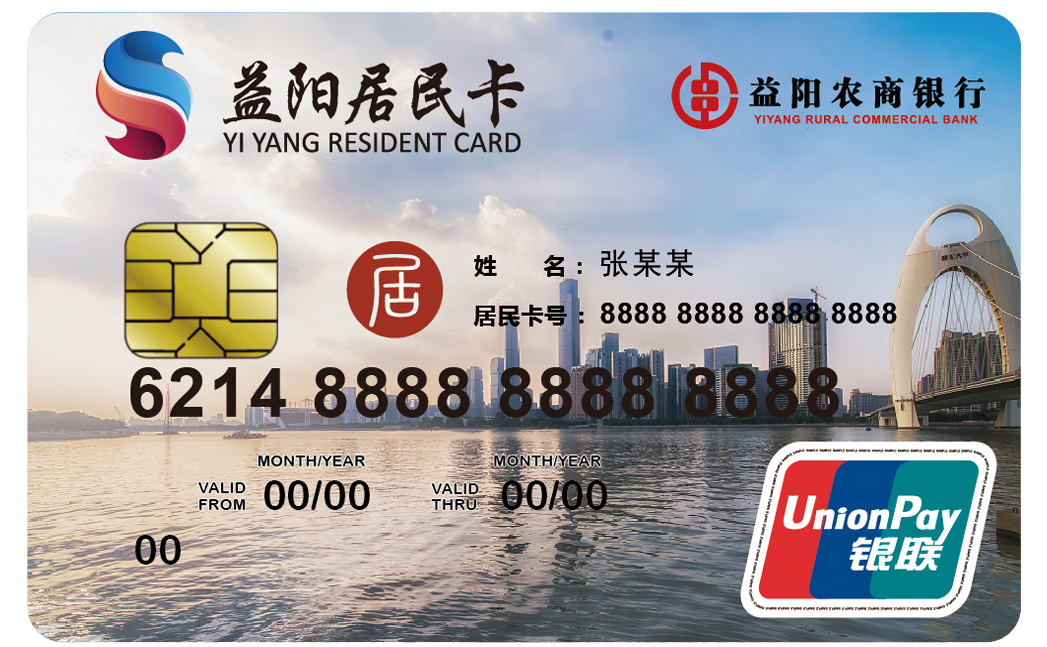 益阳居民卡
YI YANG RESIDENT CARD
益阳农商银行
YIYANG RURAL COMMERCIAL BANK
居
姓 名：张某某
居民卡号：8888 8888 8888 8888
6214 8888 8888 8888
MONTH/YEAR MONTH/YEAR
VALID FROM 00/00 VALID THRU 00/00
00
UnionPay
银联